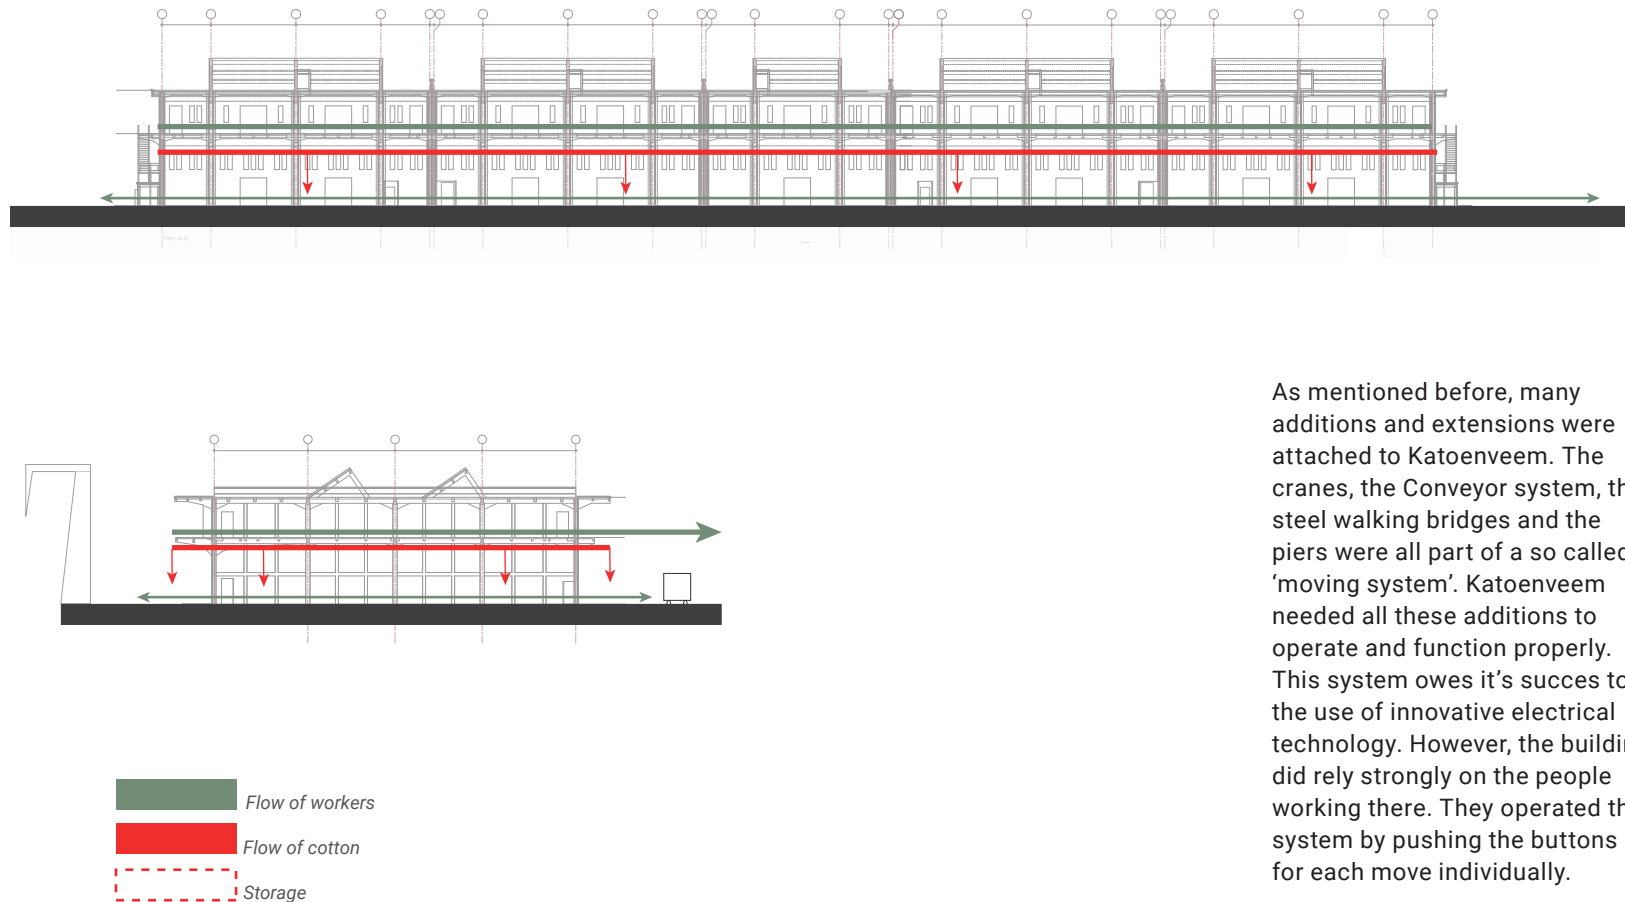 As mentioned before, many
additions and extensions were
attached to Katoenveem. The
cranes, the Conveyor system, th
steel walking bridges and the
piers were all part of a so called
‘moving system’. Katoenveem
needed all these additions to
operate and function properly.
This system owes it’s succes to
the use of innovative electrical
technology. However, the buildin
did rely strongly on the people
working there. They operated th
system by pushing the buttons
for each move individually.
Flow of workers
Flow of cotton
Storage